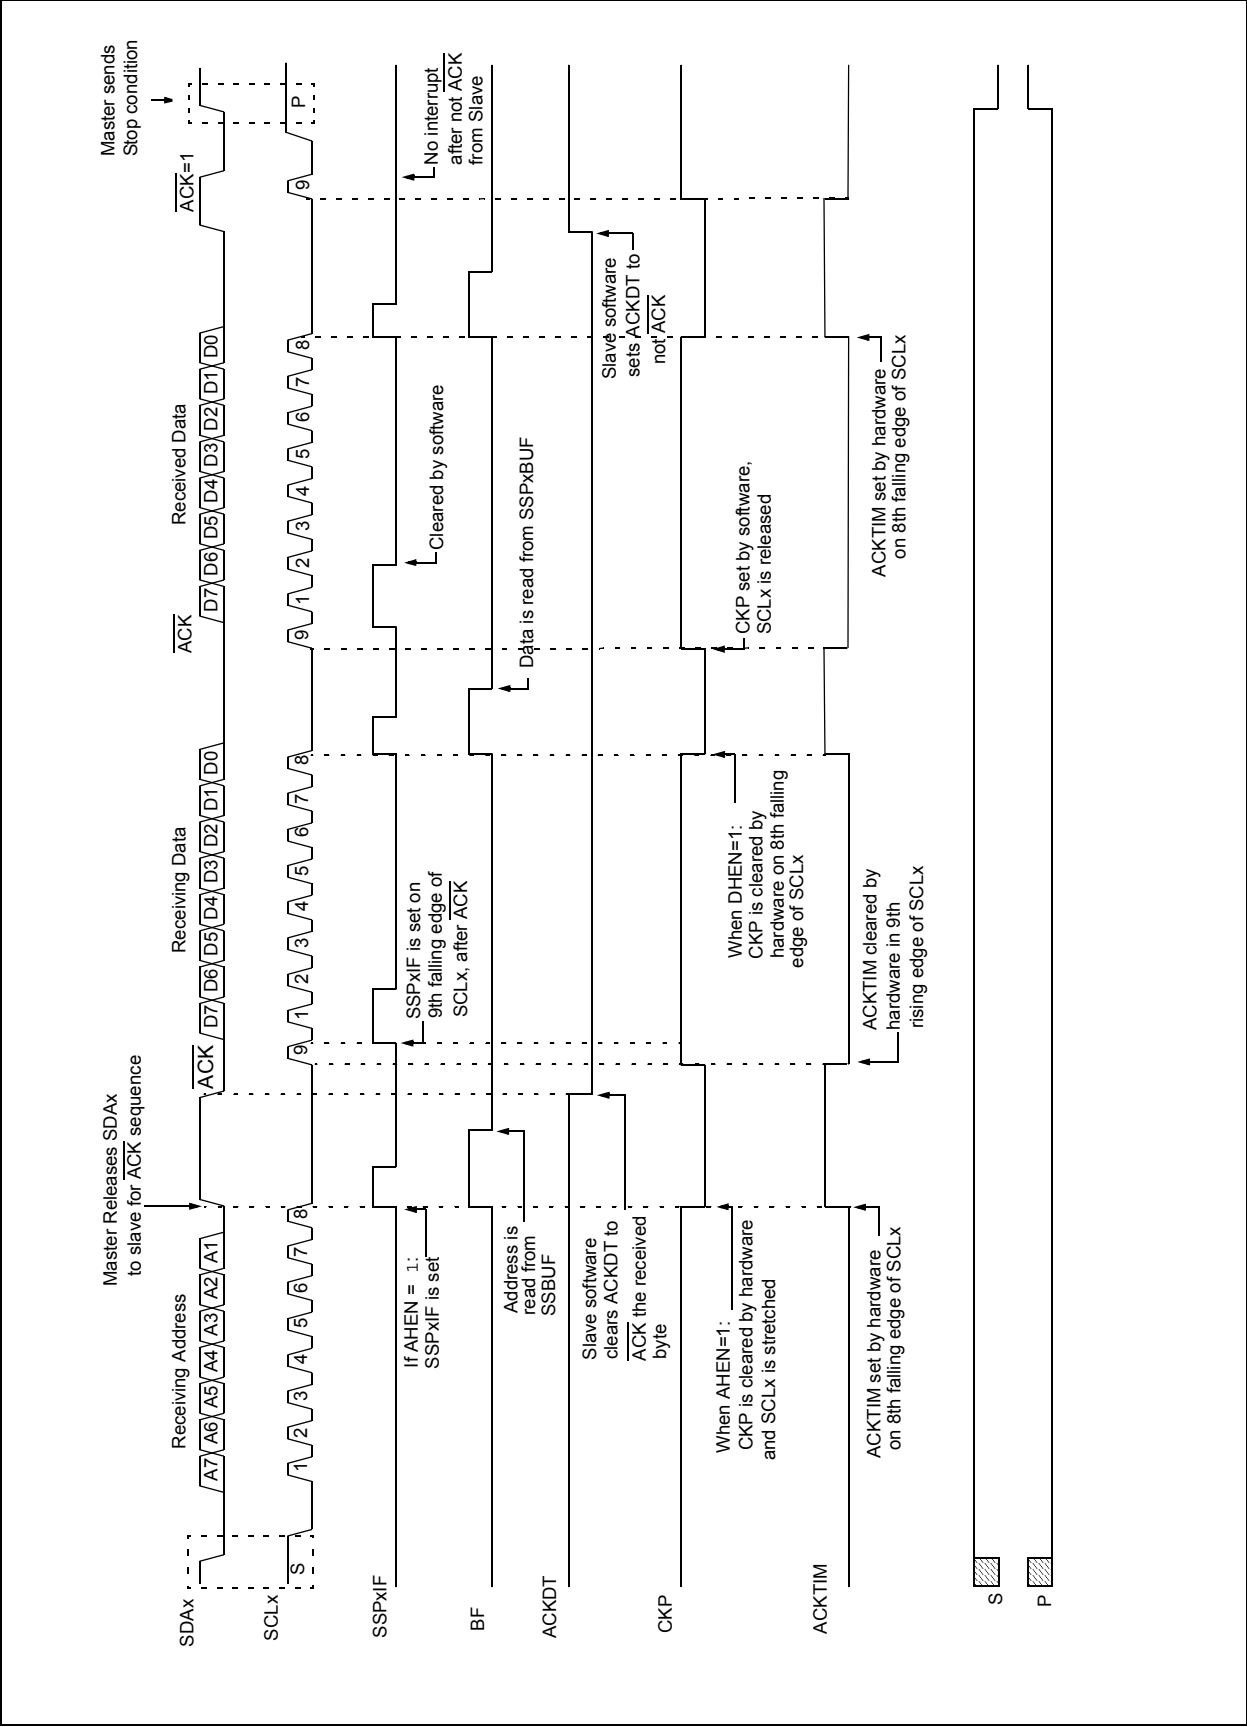 Master Releases SDAx
to slave for ACK sequence
Master sends
Stop condition
Receiving Address
Receiving Data
Received Data
ACK
ACK
ACK=1
SDAx
A7 A6 A5 A4 A3 A2 A1
D7 D6 D5 D4 D3 D2 D1 D0
D7 D6 D5 D4 D3 D2 D1 D0
SCLx
S 1 2 3 4 5 6 7 8 9 1 2 3 4 5 6 7 8 9 1 2 3 4 5 6 7 8 9 P
SSPxIF
If AHEN = 1:
SSPxIF is set
SSPxIF is set on
9th falling edge of
SCLx, after ACK
Cleared by software
No interrupt
after not ACK
from Slave
BF
Address is
read from
SSBUF
Data is read from SSPxBUF
ACKDT
Slave software
clears ACKDT to
ACK the received
byte
Slave software
sets ACKDT to
not ACK
CKP
When AHEN=1:
CKP is cleared by hardware
and SCLx is stretched
When DHEN=1:
CKP is cleared by
hardware on 8th falling
edge of SCLx
CKP set by software,
SCLx is released
ACKTIM
ACKTIM set by hardware
on 8th falling edge of SCLx
ACKTIM cleared by
hardware in 9th
rising edge of SCLx
ACKTIM set by hardware
on 8th falling edge of SCLx
S
P